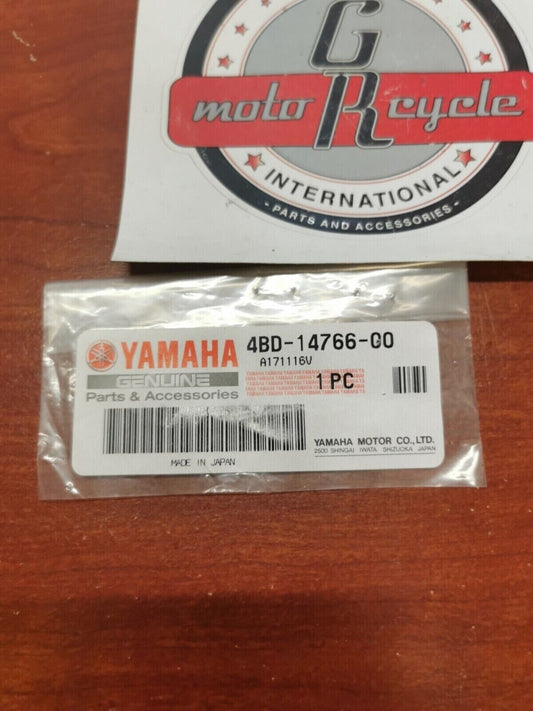 G
moto R cycle
INTERNATIONAL
- PARTS AND ACCESSORIES -
YAMAHA
4BD-14766-00
A171116V
GENUINE
Parts & Accessories
1 PC
YAMAHA MOTOR CO., LTD.
2500 SHINGAI IWATA SHIZUOKA JAPAN
MADE IN JAPAN